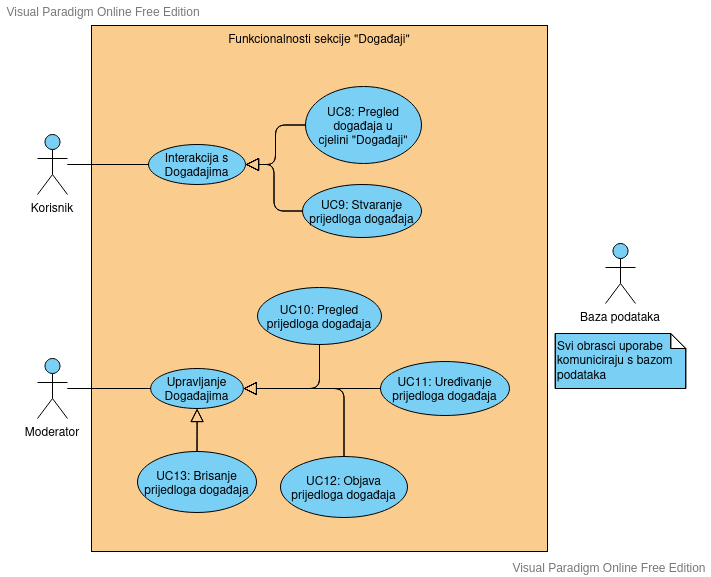 Visual Paradigm Online Free Edition
Funkcionalnosti sekcije "Događaji"
UC8: Pregled
događaja u
cjelini "Događaji"
Interakcija s
Događajima
Korisnik
UC9: Stvaranje
prijedloga događaja
Baza podataka
UC10: Pregled
prijedloga događaja
Svi obrasci uporabe
komuniciraju s bazom
podataka
Upravljanje
Događajima
UC11: Uređivanje
prijedloga događaja
Moderator
UC13: Brisanje
prijedloga događaja
UC12: Objava
prijedloga događaja
Visual Paradigm Online Free Edition